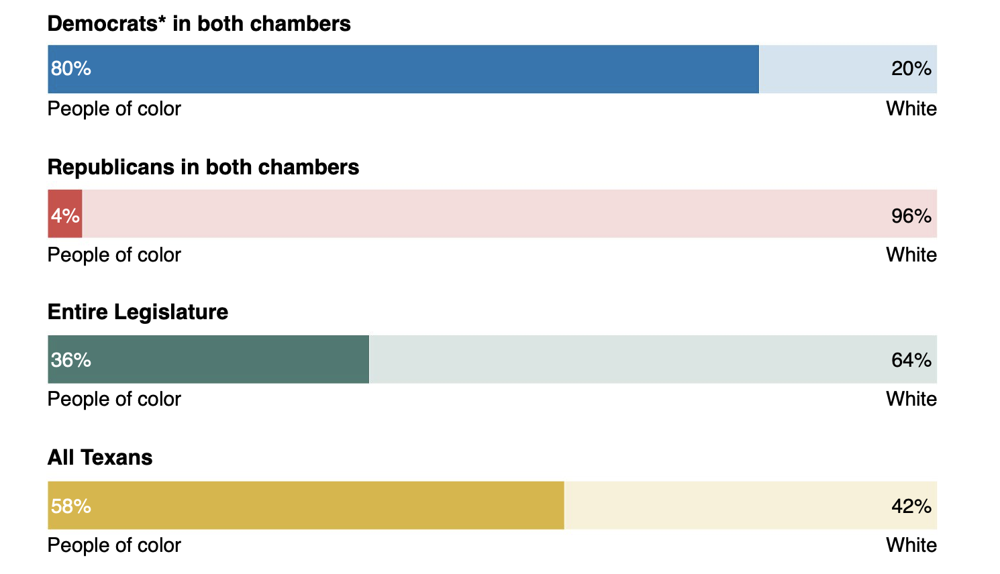 Democrats* in both chambers
80% 20%
People of color White
Republicans in both chambers
4% 96%
People of color White
Entire Legislature
36% 64%
People of color White
All Texans
58% 42%
People of color White